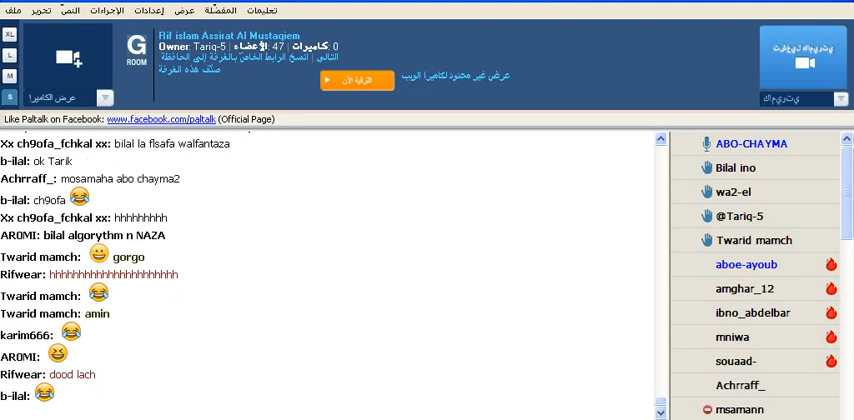 ملف تحرير النصّ الإجراءات إعدادات عرض المفضّلة تعليمات
XL
L
M
S
عرض الكاميرا
G
ROOM
Rif islam Assirat Al Mustaqiem
Owner: Tariq-5 | الأعضاء: 47 | كاميرات: 0
التالي | انسخ الرابط الخاصّ بالغرفة إلى الحافظة
صنّف هذه الغرفة
الترقية الآن
عرض غير محدود لكاميرا الويب
Like Paltalk on Facebook: www.facebook.com/paltalk (Official Page)
Xx ch9ofa_fchkal xx: bilal la flsafa walfantaza
b-ilal: ok Tarik
Achrraff_: mosamaha abo chayma2
b-ilal: ch9ofa 😂
Xx ch9ofa_fchkal xx: hhhhhhhhh
AROMI: bilal algorythm n NAZA
Twarid mamch: 😀 gorgo
Rifwear: hhhhhhhhhhhhhhhhhhhhhh
Twarid mamch: 😂
Twarid mamch: amin
karim666: 😂
AROMI: 😆
Rifwear: dood lach
b-ilal: 😂
ABO-CHAYMA
Bilal ino
wa2-el
@Tariq-5
Twarid mamch
aboe-ayoub
amghar_12
ibno_abdelbar
mniwa
souaad-
Achrraff_
msamann